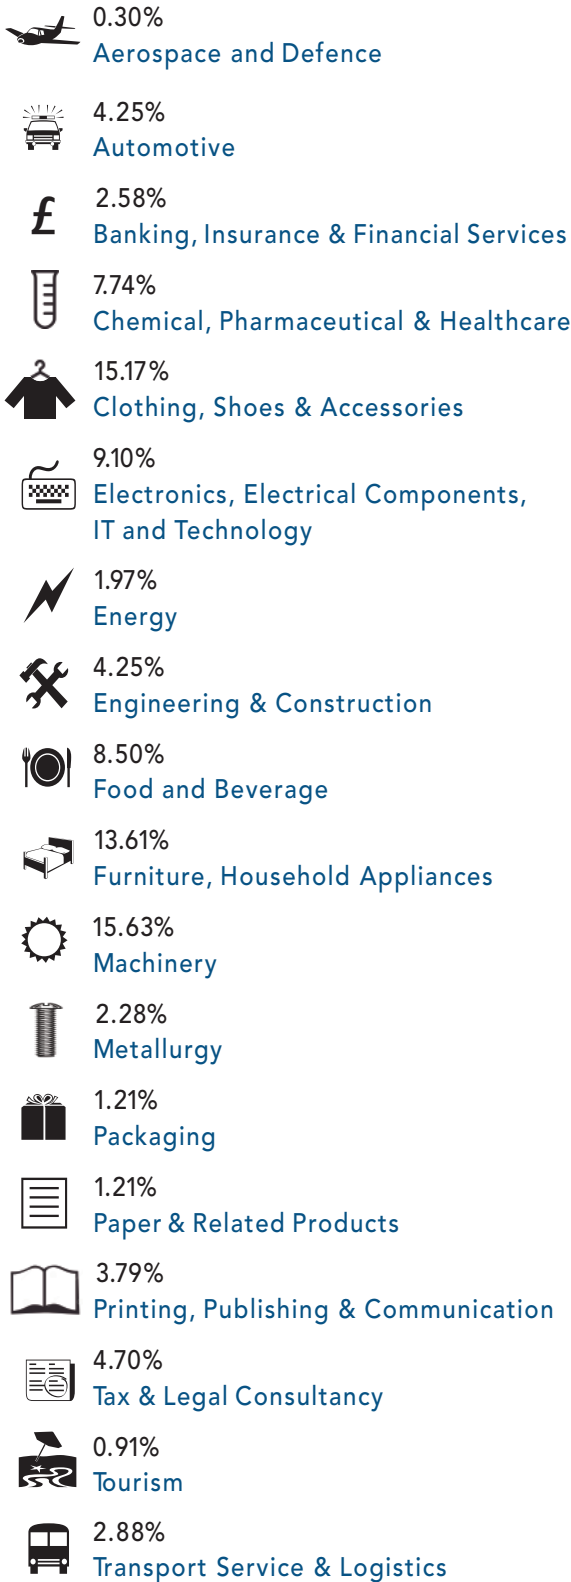 0.30%
Aerospace and Defence
4.25%
Automotive
£
2.58%
Banking, Insurance & Financial Services
7.74%
Chemical, Pharmaceutical & Healthcare
15.17%
Clothing, Shoes & Accessories
9.10%
Electronics, Electrical Components,
IT and Technology
1.97%
Energy
4.25%
Engineering & Construction
8.50%
Food and Beverage
13.61%
Furniture, Household Appliances
15.63%
Machinery
2.28%
Metallurgy
1.21%
Packaging
1.21%
Paper & Related Products
3.79%
Printing, Publishing & Communication
4.70%
Tax & Legal Consultancy
0.91%
Tourism
2.88%
Transport Service & Logistics